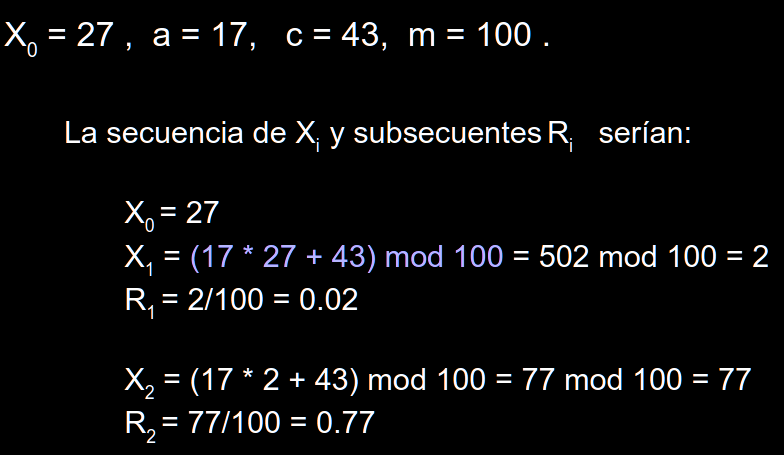 X₀ = 27 , a = 17, c = 43, m = 100 .
La secuencia de Xᵢ y subsecuentes Rᵢ serían:
X₀ = 27
X₁ = (17 * 27 + 43) mod 100 = 502 mod 100 = 2
R₁ = 2/100 = 0.02
X₂ = (17 * 2 + 43) mod 100 = 77 mod 100 = 77
R₂ = 77/100 = 0.77